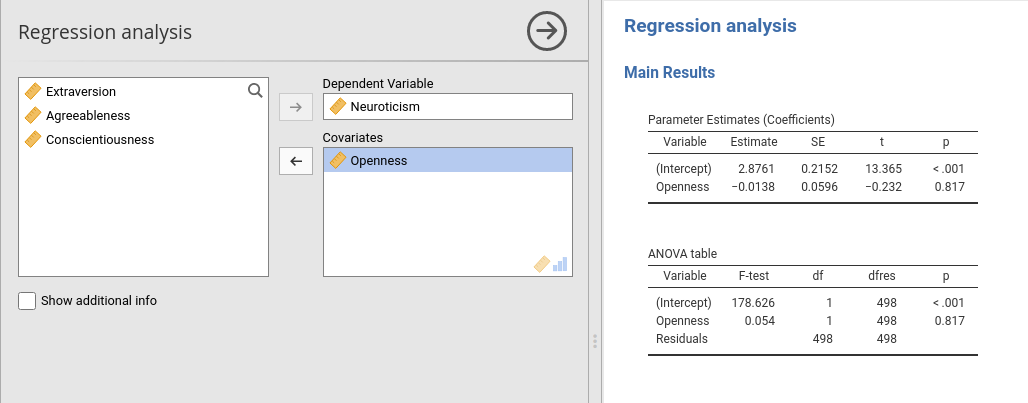 Regression analysis
Extraversion
Agreeableness
Conscientiousness
Dependent Variable
Neuroticism
Covariates
Openness
Show additional info
Regression analysis
Main Results
Parameter Estimates (Coefficients)
Variable Estimate SE t p
(Intercept) 2.8761 0.2152 13.365 < .001
Openness −0.0138 0.0596 −0.232 0.817
ANOVA table
Variable F-test df dfres p
(Intercept) 178.626 1 498 < .001
Openness 0.054 1 498 0.817
Residuals 498 498